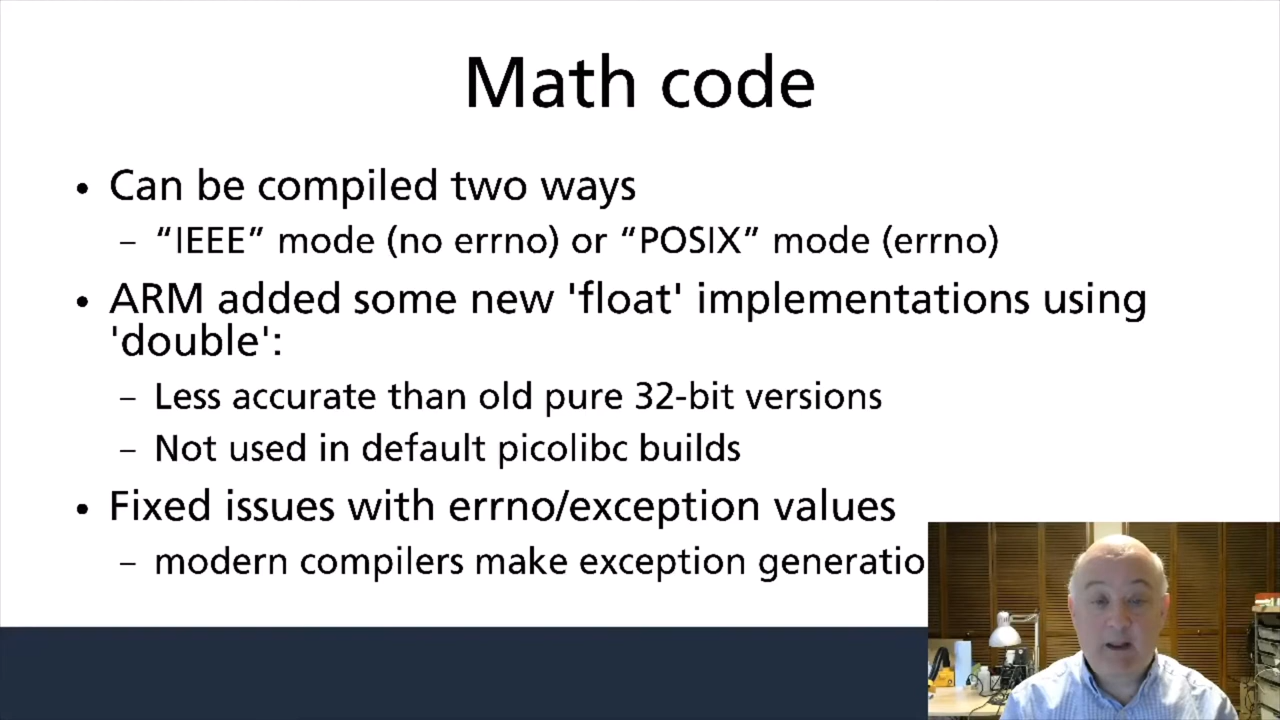 Math code
• Can be compiled two ways
– “IEEE” mode (no errno) or “POSIX” mode (errno)
• ARM added some new 'float' implementations using
'double':
– Less accurate than old pure 32-bit versions
– Not used in default picolibc builds
• Fixed issues with errno/exception values
– modern compilers make exception generatio